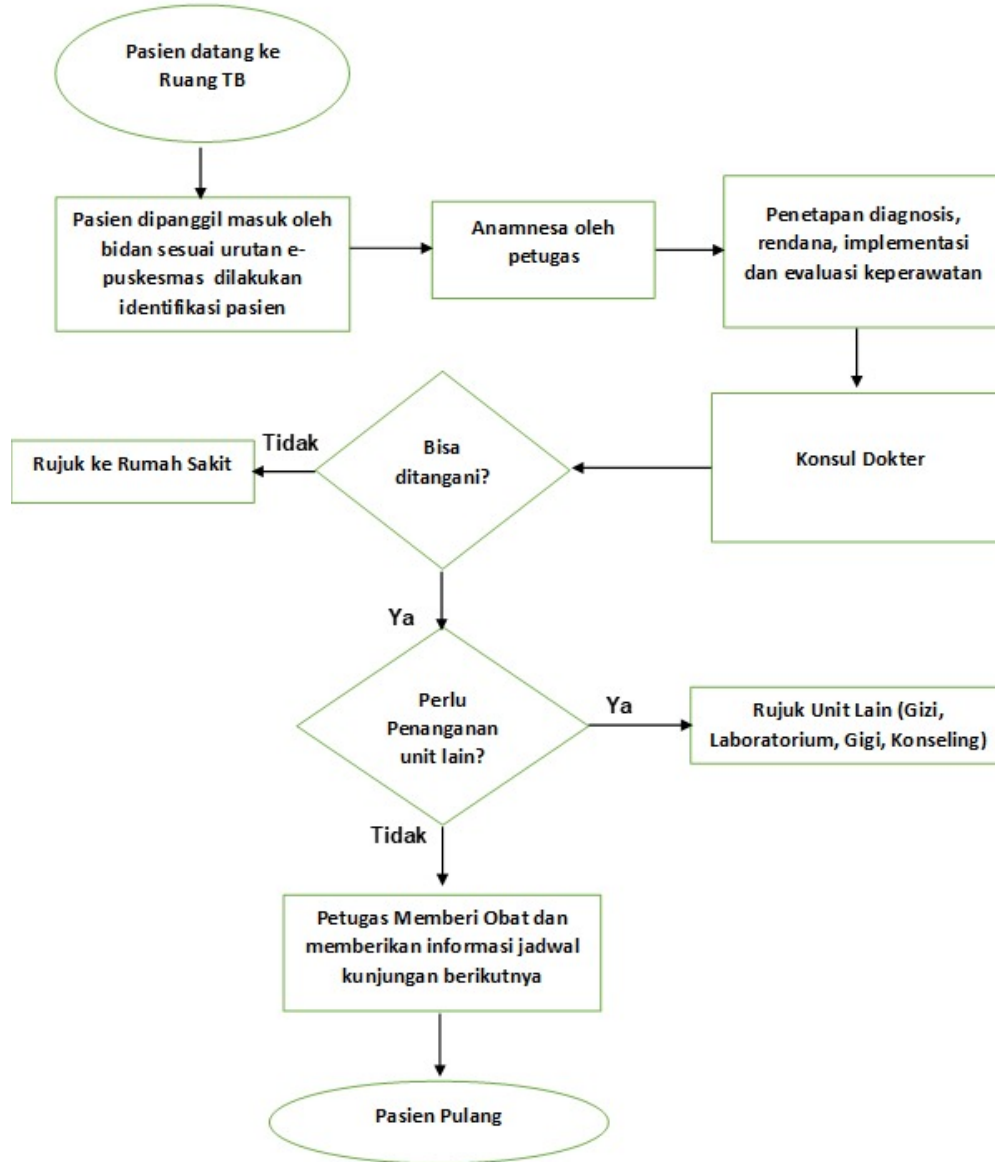 Pasien datang ke
Ruang TB
Pasien dipanggil masuk oleh
bidan sesuai urutan e-
puskesmas dilakukan
identifikasi pasien
Anamnesa oleh
petugas
Penetapan diagnosis,
rendana, implementasi
dan evaluasi keperawatan
Konsul Dokter
Bisa
ditangani?
Tidak
Rujuk ke Rumah Sakit
Ya
Perlu
Penanganan
unit lain?
Ya
Rujuk Unit Lain (Gizi,
Laboratorium, Gigi, Konseling)
Tidak
Petugas Memberi Obat dan
memberikan informasi jadwal
kunjungan berikutnya
Pasien Pulang